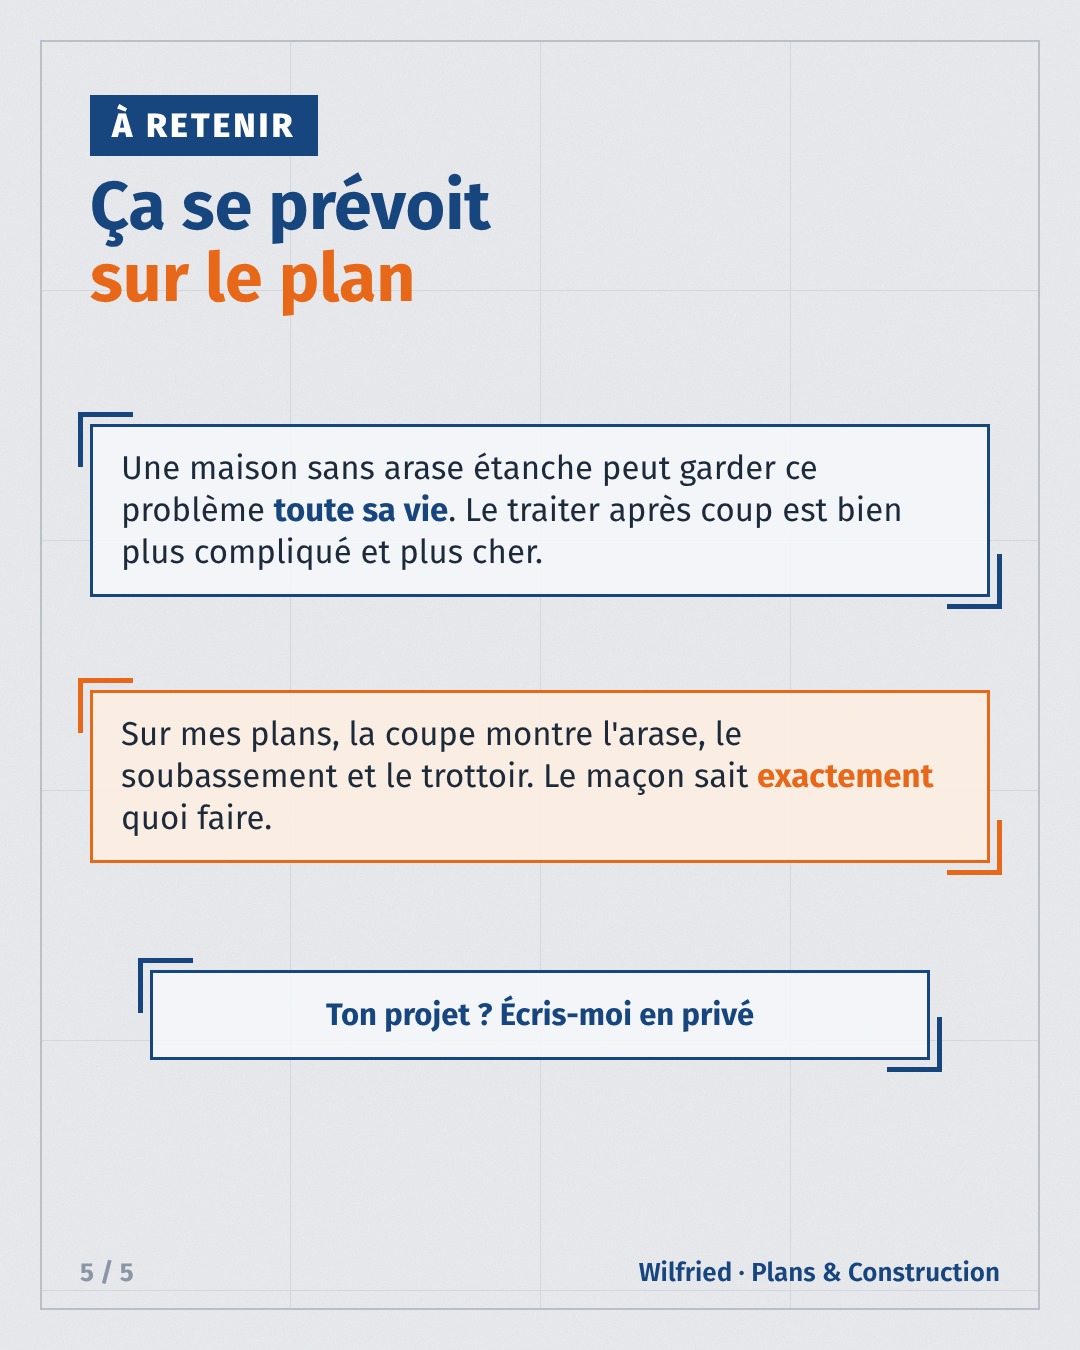 À RETENIR
Ça se prévoit
sur le plan
Une maison sans arase étanche peut garder ce
problème toute sa vie. Le traiter après coup est bien
plus compliqué et plus cher.
Sur mes plans, la coupe montre l'arase, le
soubassement et le trottoir. Le maçon sait exactement
quoi faire.
Ton projet ? Écris-moi en privé
5 / 5
Wilfried · Plans & Construction